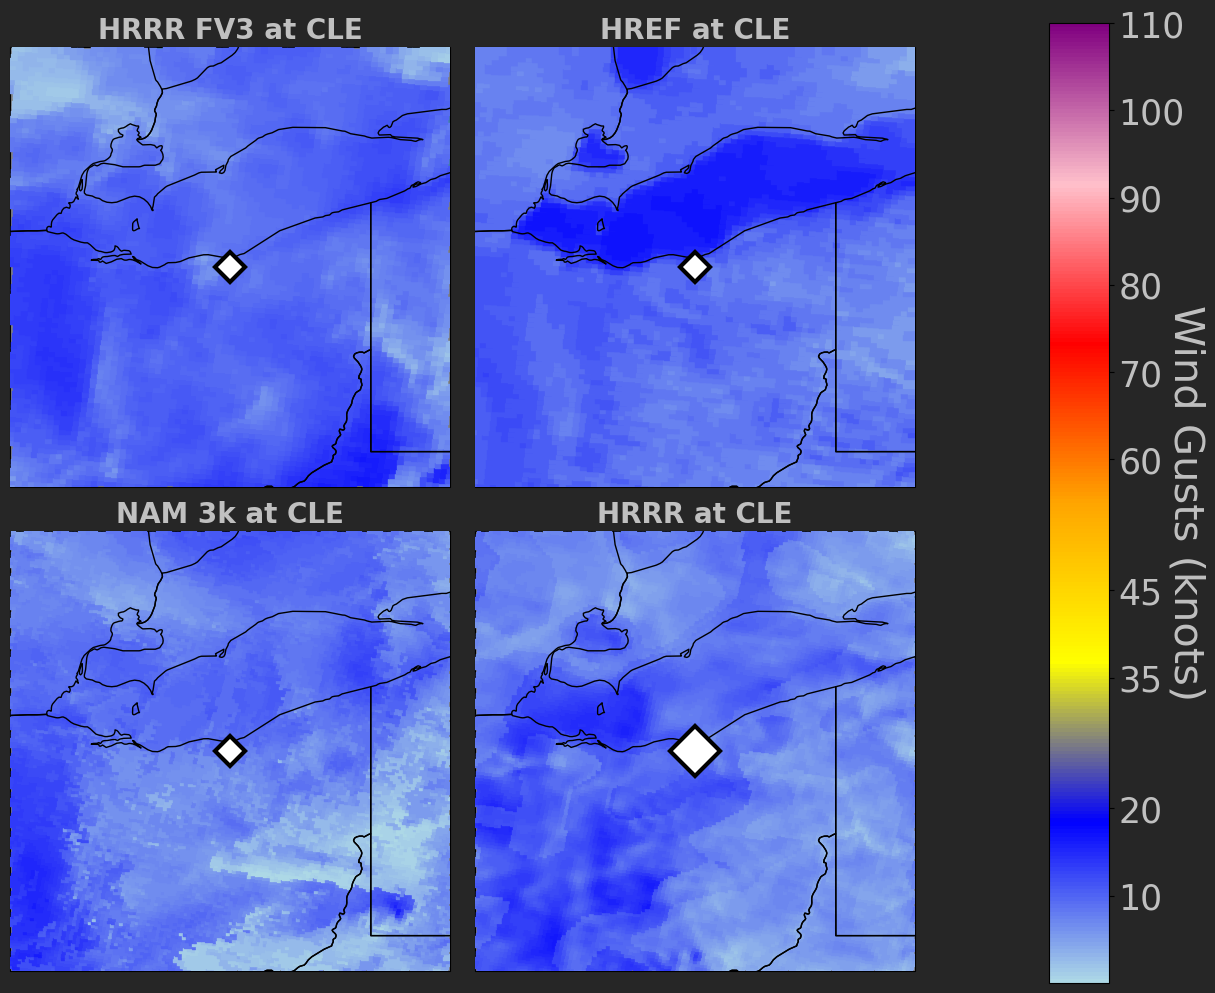 HRRR FV3 at CLE
HREF at CLE
NAM 3k at CLE
HRRR at CLE
110
100
90
80
70
60
45
35
20
10
Wind Gusts (knots)